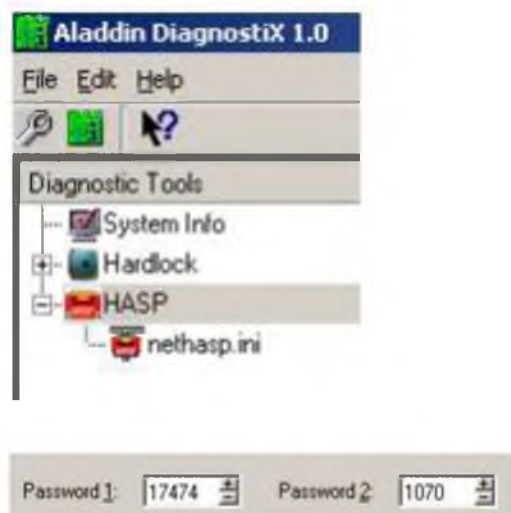 Aladdin DiagnostiX 1.0
File Edit Help
Diagnostic Tools
System Info
Hardlock
HASP
nethasp.ini
Password 1: 17474 Password 2: 1070